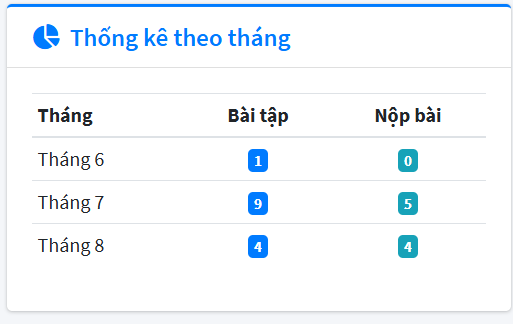 Thống kê theo tháng
Tháng Bài tập Nộp bài
Tháng 6 1 0
Tháng 7 9 5
Tháng 8 4 4